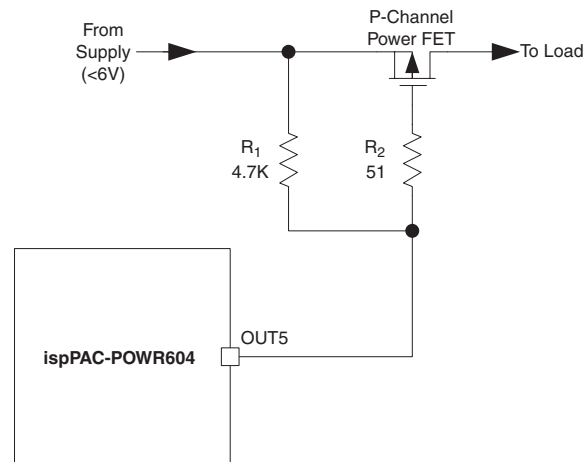 P-Channel
Power FET
From
Supply
(<6V)
To Load
R1
4.7K
R2
51
OUT5
ispPAC-POWR604